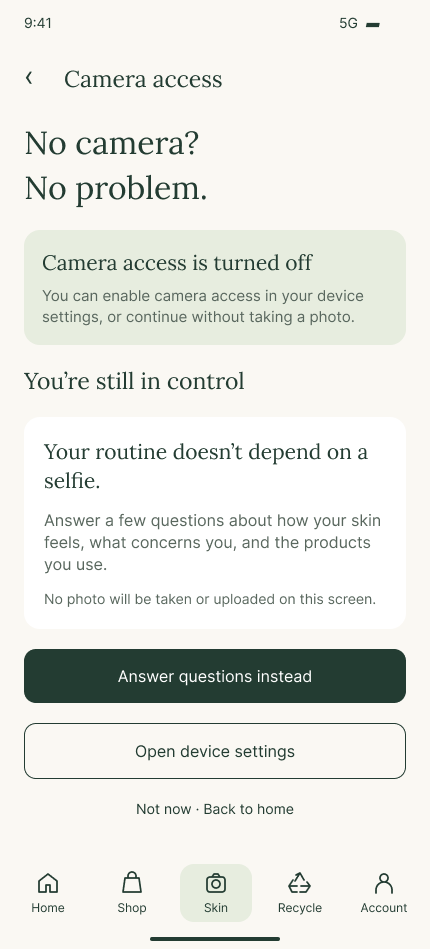 9:41
5G
Camera access
No camera?
No problem.
Camera access is turned off
You can enable camera access in your device
settings, or continue without taking a photo.
You’re still in control
Your routine doesn’t depend on a
selfie.
Answer a few questions about how your skin
feels, what concerns you, and the products
you use.
No photo will be taken or uploaded on this screen.
Answer questions instead
Open device settings
Not now · Back to home
Home
Shop
Skin
Recycle
Account